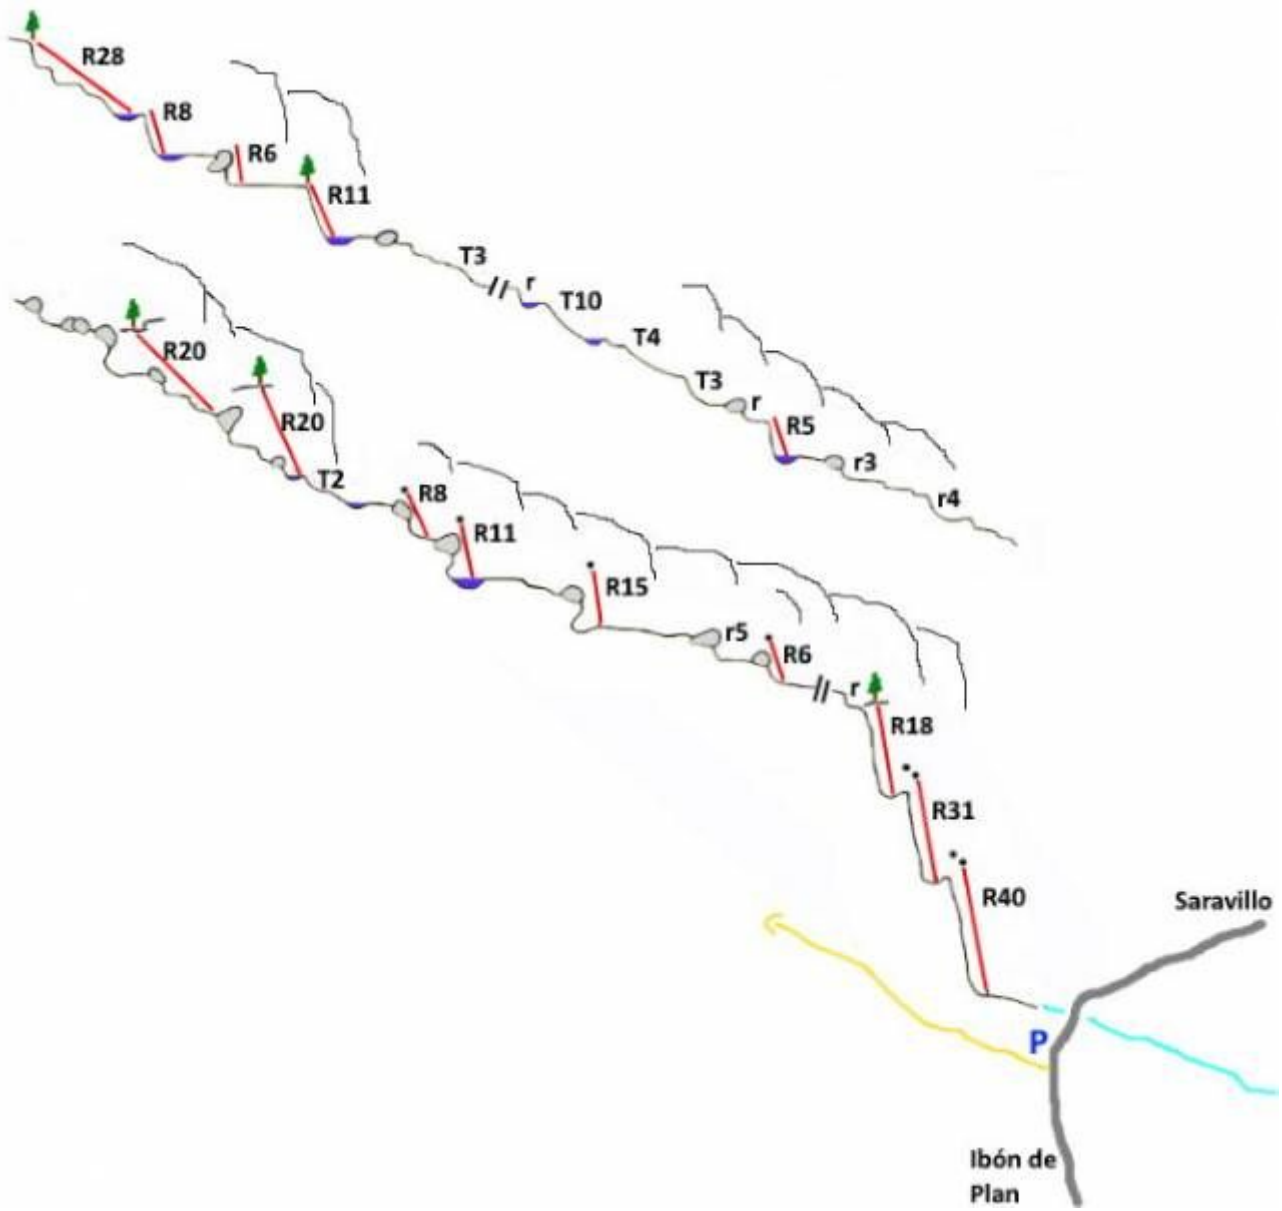 R28
R8
R6
R11
T3
r
T10
T4
T3
r
R5
r3
r4
R20
R20
T2
R8
R11
R15
r5
R6
r
R18
R31
R40
Saravillo
P
Ibón de
Plan